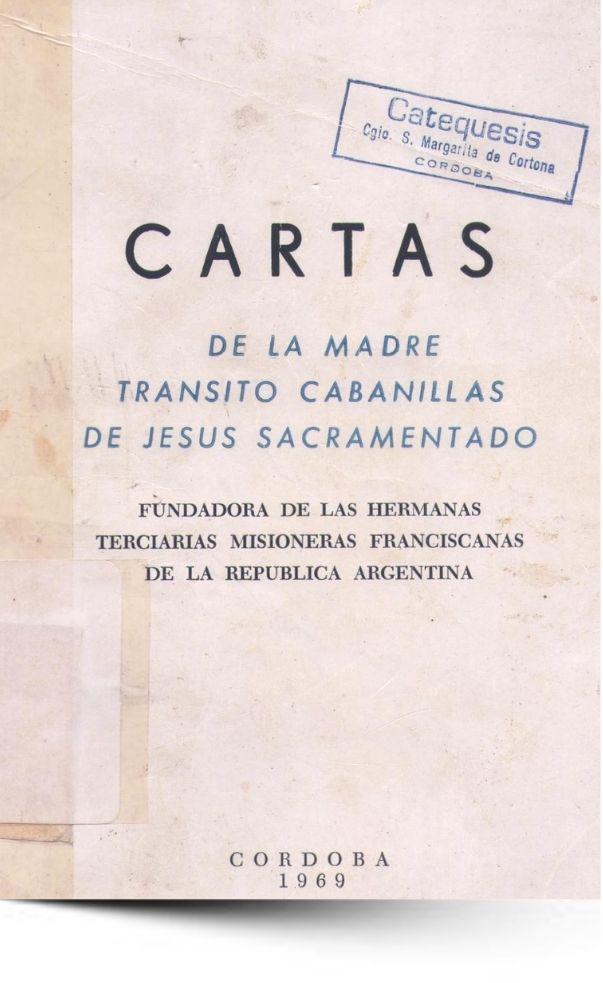 Catequesis
Cgio. S. Margarita de Cortona
CORDOBA
CARTAS
DE LA MADRE
TRANSITO CABANILLAS
DE JESUS SACRAMENTADO
FUNDADORA DE LAS HERMANAS
TERCIARIAS MISIONERAS FRANCISCANAS
DE LA REPUBLICA ARGENTINA
CORDOBA
1969